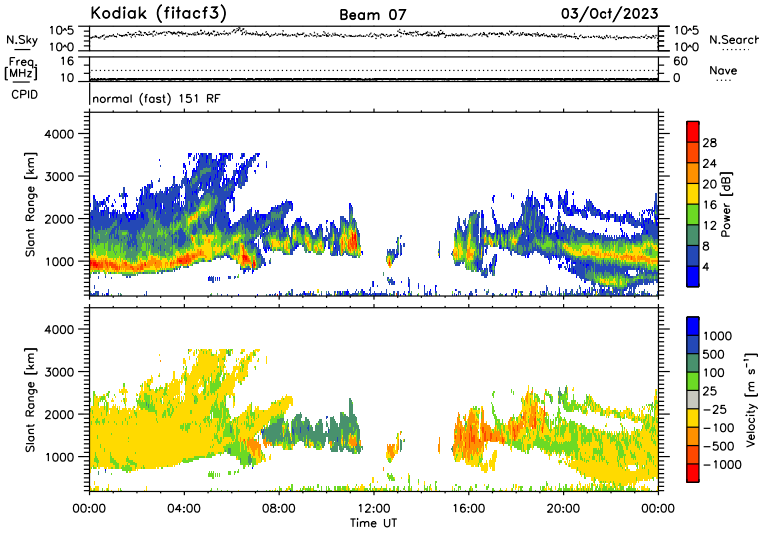 Kodiak (fitacf3) Beam 07 03/Oct/2023
N.Sky 10^5 10^0 10^5 10^0 N.Search
Freq. [MHz] 16 10 60 0 Nave
CPID normal (fast) 151 RF
Slant Range [km] 4000 3000 2000 1000
Power [dB] 28 24 20 16 12 8 4
Slant Range [km] 4000 3000 2000 1000
Velocity [m s^-1] 1000 500 100 25 -25 -100 -500 -1000
00:00 04:00 08:00 12:00 16:00 20:00 00:00
Time UT